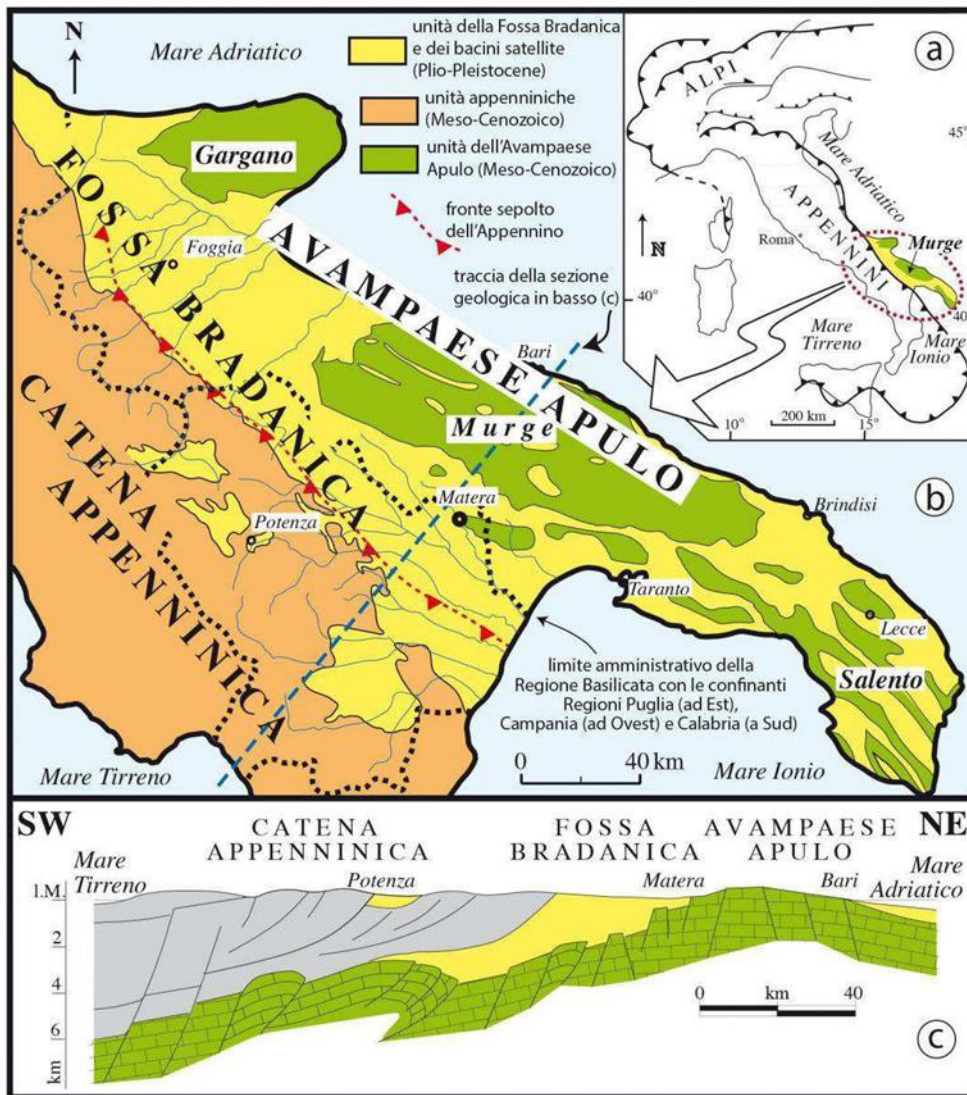 N
Mare Adriatico
unità della Fossa Bradanica
e dei bacini satellite
(Plio-Pleistocene)
unità appenniniche
(Meso-Cenozoico)
unità dell'Avampaese
Apulo (Meso-Cenozoico)
fronte sepolto
dell'Appennino
traccia della sezione
geologica in basso (c)
Gargano
Foggia
FOSSA BRADANICA
AVAMPAESE APULO
CATENA
APPENNINICA
Bari
Murge
Matera
Potenza
Brindisi
Taranto
Lecce
Salento
limite amministrativo della
Regione Basilicata con le confinanti
Regioni Puglia (ad Est),
Campania (ad Ovest) e Calabria (a Sud)
0 40 km
Mare Tirreno
Mare Ionio
b
a
ALPI
45°
Mare Adriatico
APPENNINI
Roma
Murge
N
40°
40
Mare
Tirreno
Mare
Ionio
200 km
10°
15°
SW
CATENA
APPENNINICA
FOSSA
BRADANICA
AVAMPAESE
APULO
NE
Mare
Tirreno
Potenza
Matera
Bari
Mare
Adriatico
1.M.
2
4
6
km
0 km 40
c